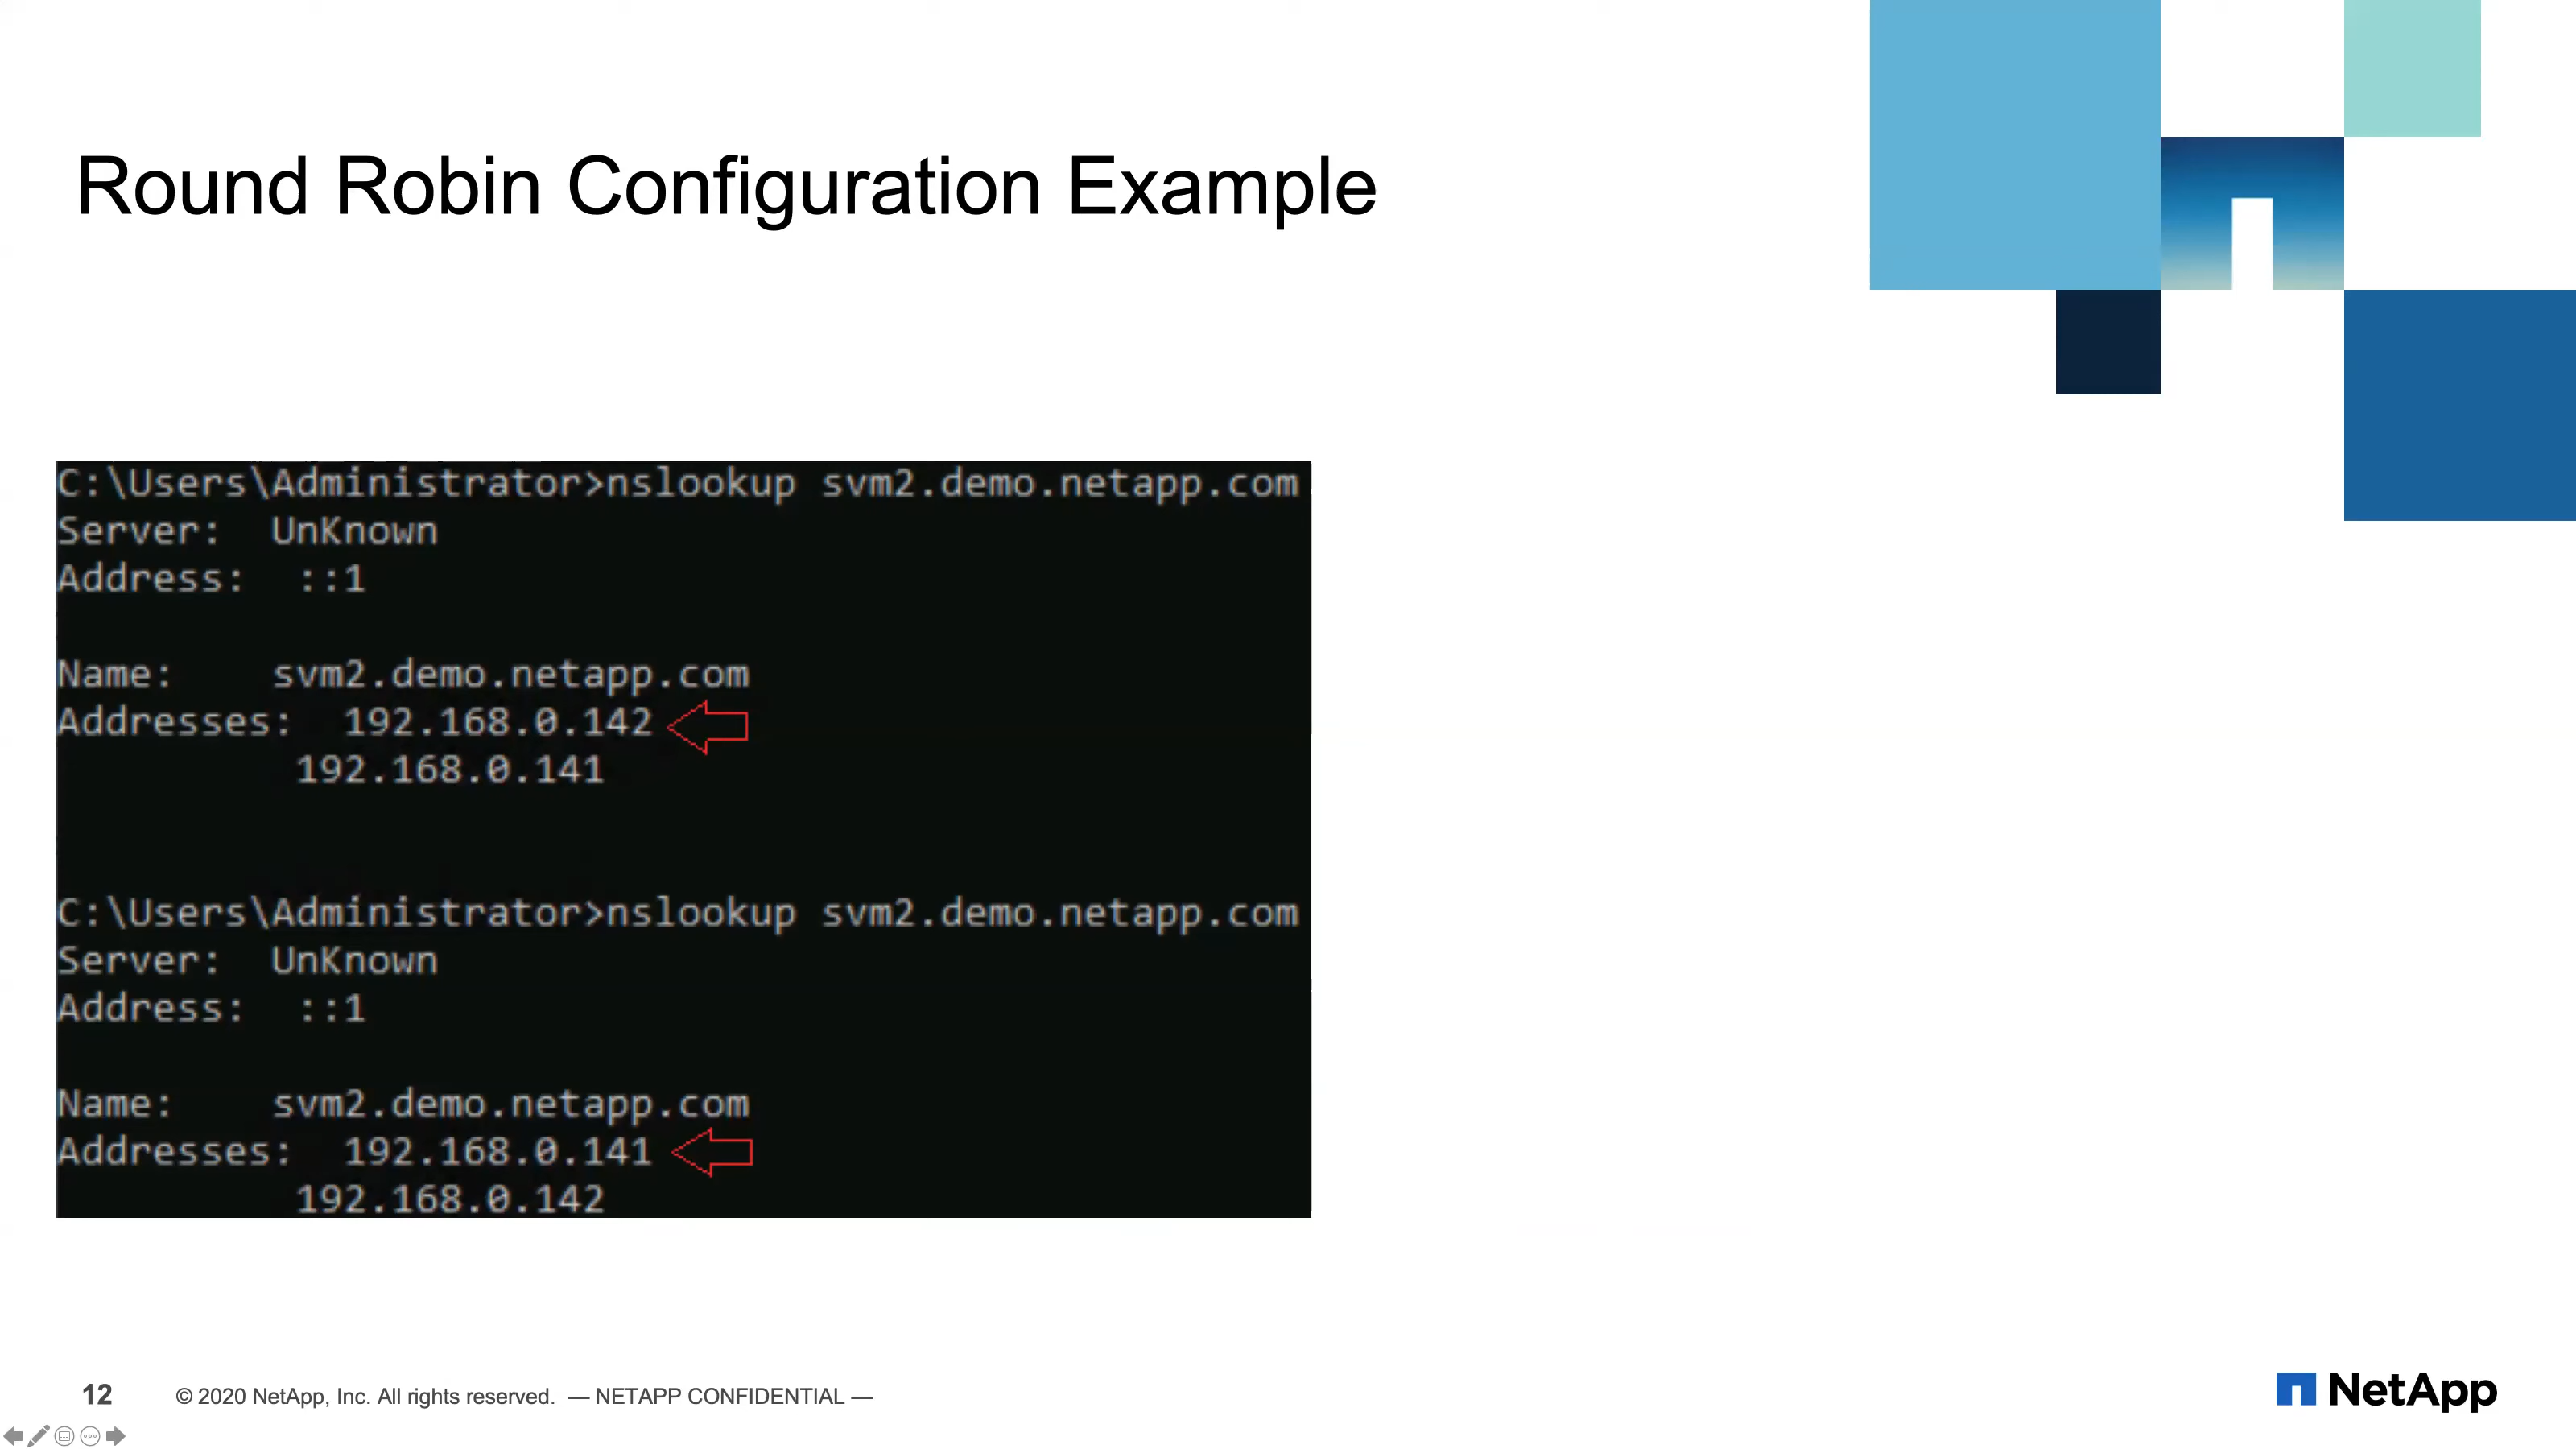 Round Robin Configuration Example
C:\Users\Administrator>nslookup svm2.demo.netapp.com
Server:  UnKnown
Address:  ::1
Name:    svm2.demo.netapp.com
Addresses:  192.168.0.142
192.168.0.141
C:\Users\Administrator>nslookup svm2.demo.netapp.com
Server:  UnKnown
Address:  ::1
Name:    svm2.demo.netapp.com
Addresses:  192.168.0.141
192.168.0.142
12 © 2020 NetApp, Inc. All rights reserved. — NETAPP CONFIDENTIAL —
NetApp